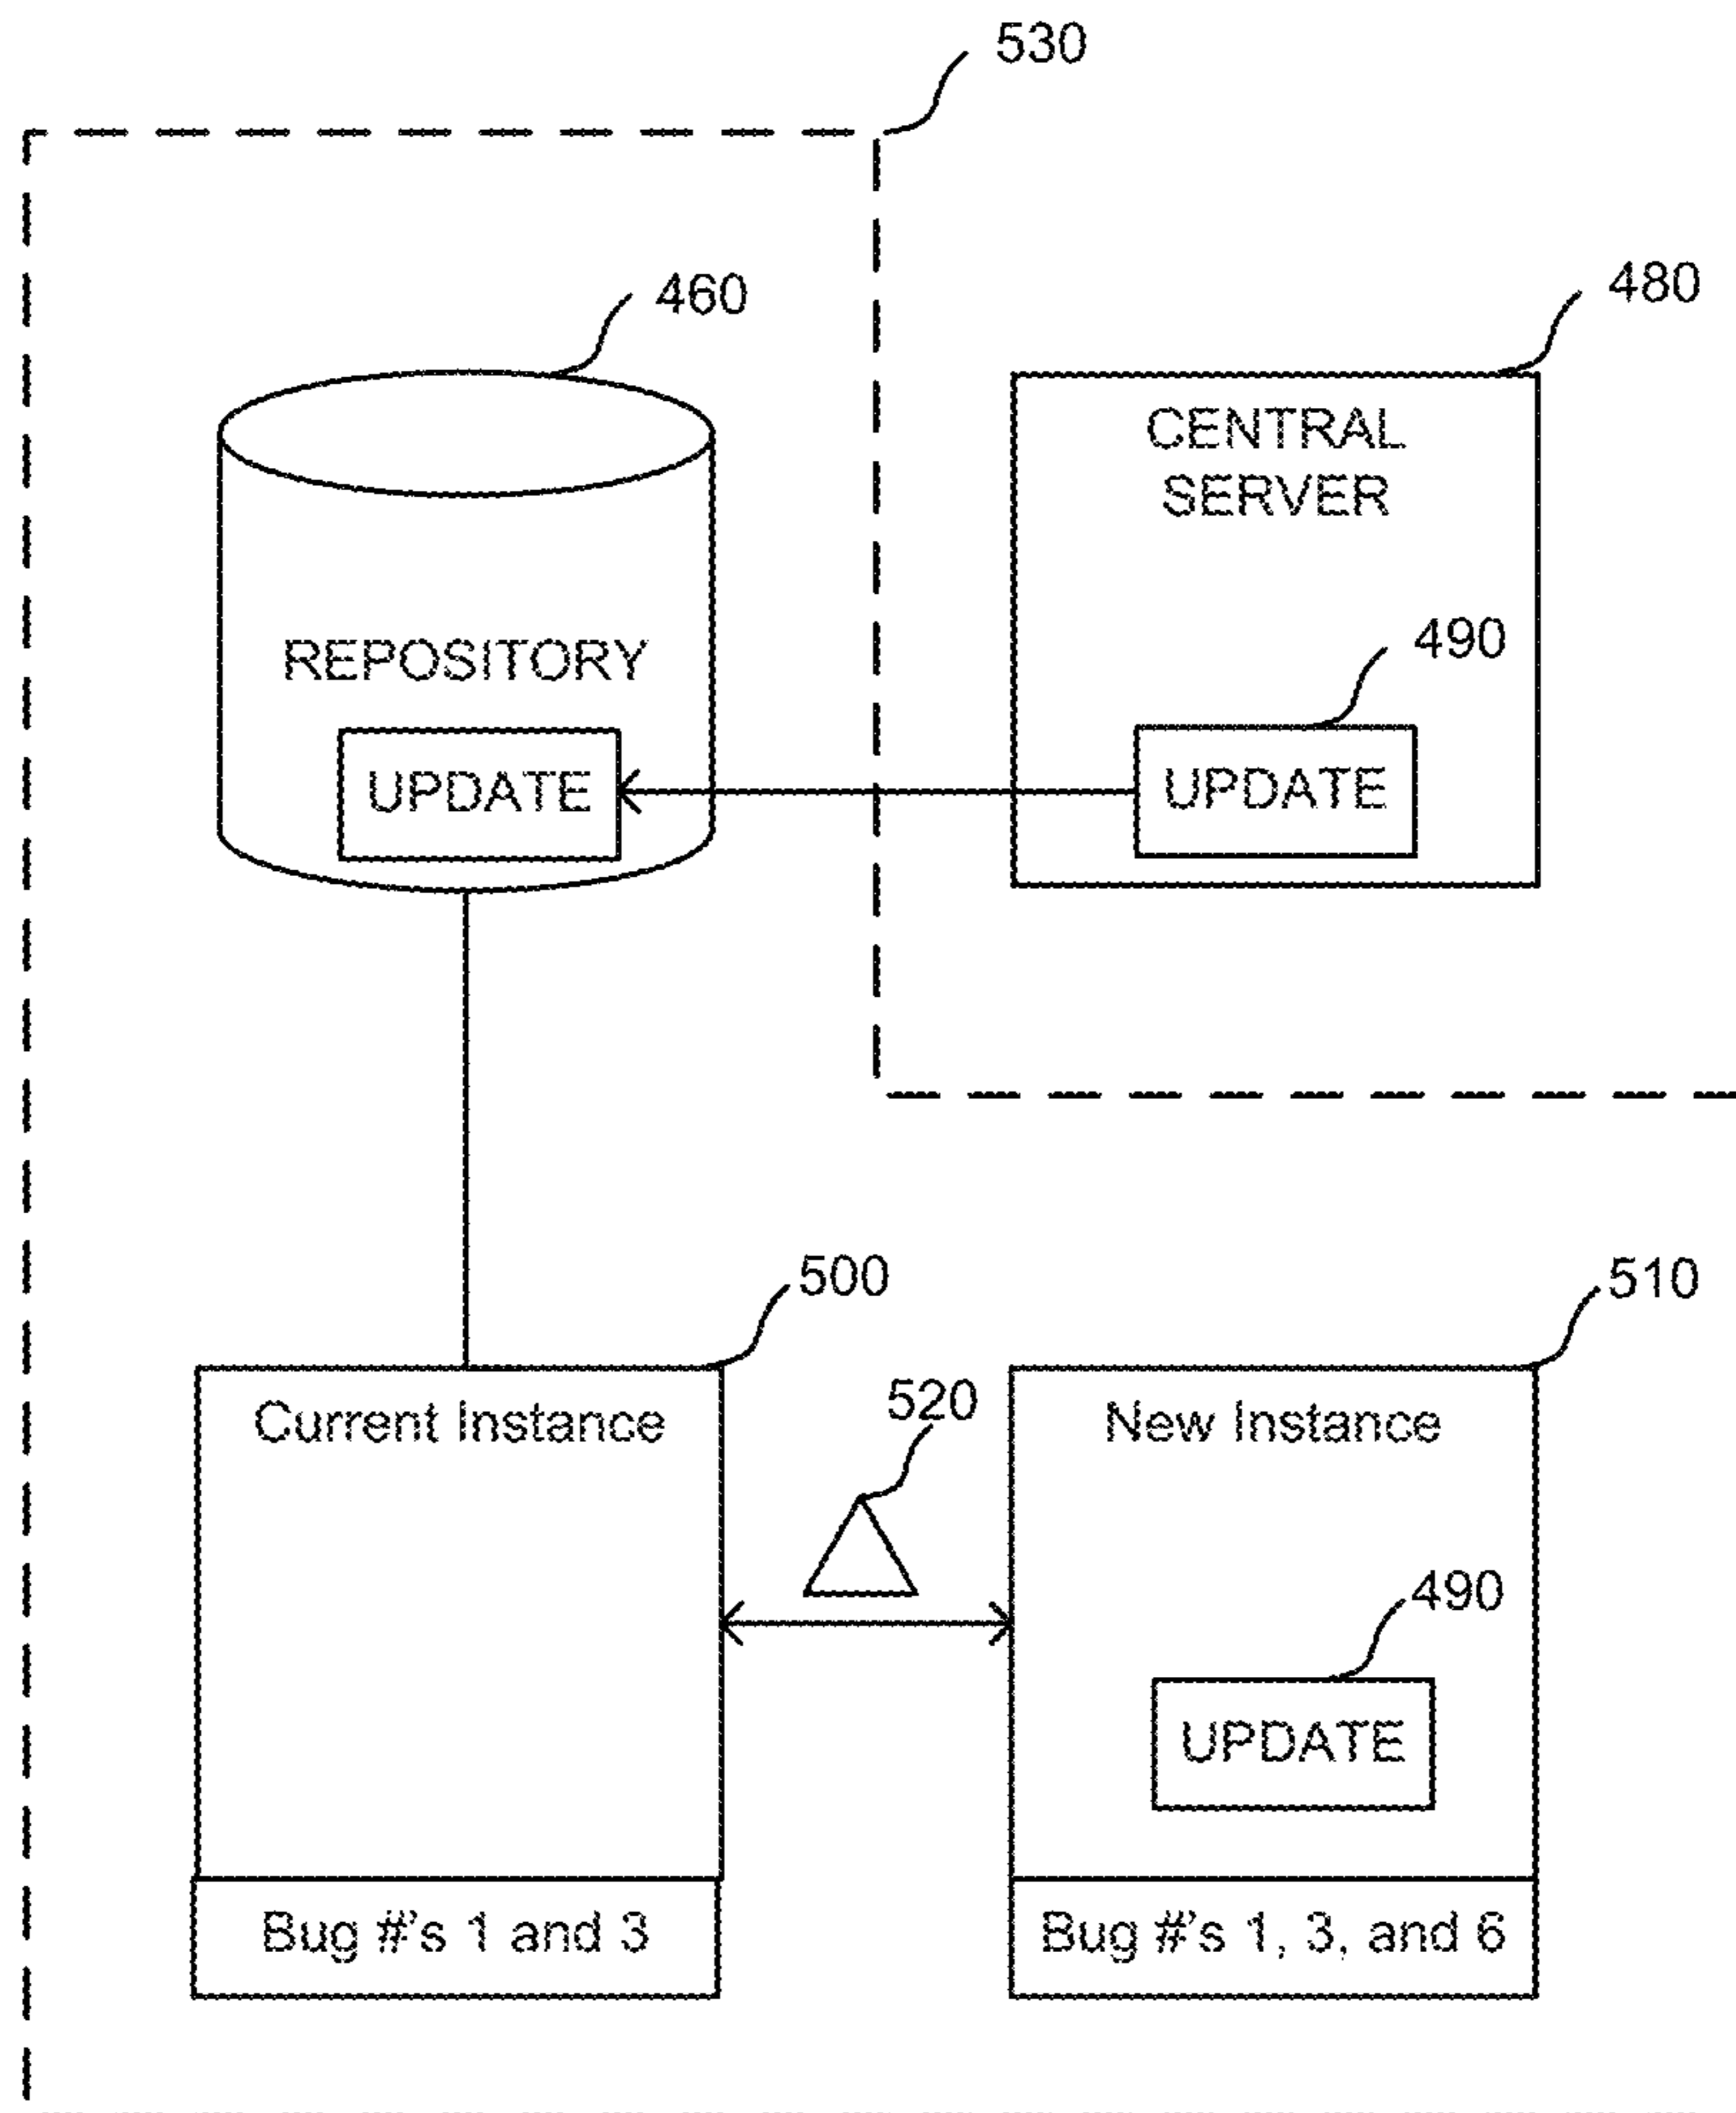 530
460
480
CENTRAL
SERVER
490
REPOSITORY
UPDATE
UPDATE
500
510
Current Instance
520
New Instance
490
UPDATE
Bug #'s 1 and 3
Bug #'s 1, 3, and 6